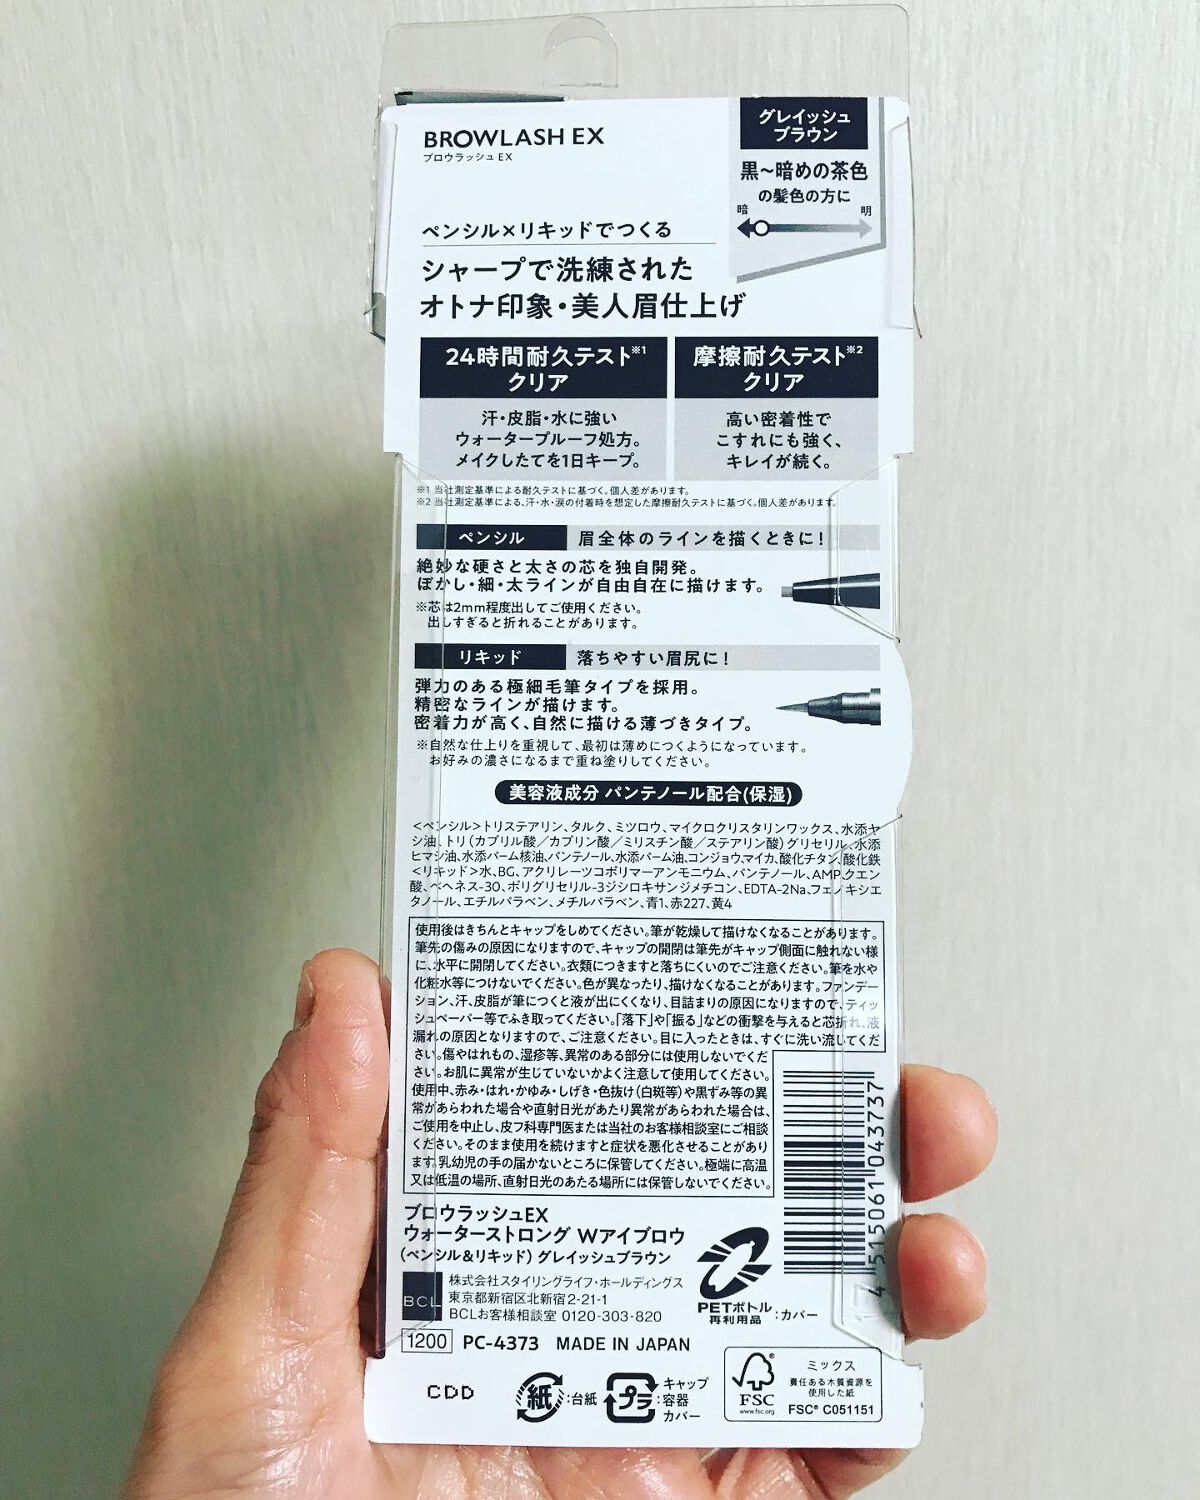 BROWLASH EX
ブロウラッシュ EX
グレイッシュ
ブラウン
黒〜暗めの茶色
の髪色の方に
暗 明
ペンシル×リキッドでつくる
シャープで洗練された
オトナ印象・美人眉仕上げ
24時間耐久テスト※1
クリア
汗・皮脂・水に強い
ウォータープルーフ処方。
メイクしたてを1日キープ。
摩擦耐久テスト※2
クリア
高い密着性で
こすれにも強く、
キレイが続く。
※1 当社測定基準による耐久テストに基づく。個人差があります。
※2 当社測定基準による、汗・水・涙の付着時を想定した摩擦耐久テストに基づく。個人差があります。
ペンシル 眉全体のラインを描くときに!
絶妙な硬さと太さの芯を独自開発。
ぼかし・細・太ラインが自由自在に描けます。
※芯は2mm程度出してご使用ください。
出しすぎると折れることがあります。
リキッド 落ちやすい眉尻に!
弾力のある極細毛筆タイプを採用。
精密なラインが描けます。
密着力が高く、自然に描ける薄づきタイプ。
※自然な仕上りを重視して、最初は薄めにつくようになっています。
お好みの濃さになるまで重ね塗りしてください。
美容液成分 パンテノール配合(保湿)
<ペンシル>トリステアリン、タルク、ミツロウ、マイクロクリスタリンワックス、水添ヤ
シ油、トリ(カプリル酸/カプリン酸/ミリスチン酸/ステアリン酸)グリセリル、水添
ヒマシ油、水添パーム核油、パンテノール、水添パーム油、コンジョウ、マイカ、酸化チタン、酸化鉄
<リキッド>水、BG、アクリレーツコポリマーアンモニウム、パンテノール、AMP、クエン
酸、ベヘネス-30、ポリグリセリル-3ジシロキサンジメチコン、EDTA-2Na、フェノキシエ
タノール、エチルパラベン、メチルパラベン、青1、赤227、黄4
使用後はきちんとキャップをしめてください。筆が乾燥して描けなくなることがあります。
筆先の傷みの原因になりますので、キャップの開閉は筆先がキャップ側面に触れない様
に、水平に開閉してください。衣類につきますと落ちにくいのでご注意ください。筆を水や
化粧水等につけないでください。色が異なったり、描けなくなることがあります。ファンデー
ション、汗、皮脂が筆につくと液が出にくくなり、目詰まりの原因になりますので、ティッ
シュペーパー等でふき取ってください。「落下」や「振る」などの衝撃を与えると芯折れ、液
漏れの原因となりますので、ご注意ください。目に入ったときは、すぐに洗い流してくだ
さい。傷やはれもの、湿疹等、異常のある部分には使用しないでくだ
さい。お肌に異常が生じていないかよく注意して使用してください。
使用中、赤み・はれ・かゆみ・しげき・色抜け(白斑等)や黒ずみ等の異
常があらわれた場合や直射日光があたり異常があらわれた場合は、
ご使用を中止し、皮フ科専門医または当社のお客様相談室にご相談
ください。そのまま使用を続けますと症状を悪化させることがあり
ます。乳幼児の手の届かないところに保管してください。極端に高温
又は低温の場所、直射日光のあたる場所には保管しないでください。
4 515061 043737
ブロウラッシュEX
ウォーターストロング Wアイブロウ
(ペンシル&リキッド) グレイッシュブラウン
BCL
株式会社スタイリングライフ・ホールディングス
東京都新宿区北新宿2-21-1
BCLお客様相談室 0120-303-820
PETボトル
再利用品 :カバー
1200 PC-4373 MADE IN JAPAN
CDD
紙 :台紙
プラ :キャップ
容器
カバー
FSC
www.fsc.org
ミックス
責任ある木質資源を
使用した紙
FSC® C051151